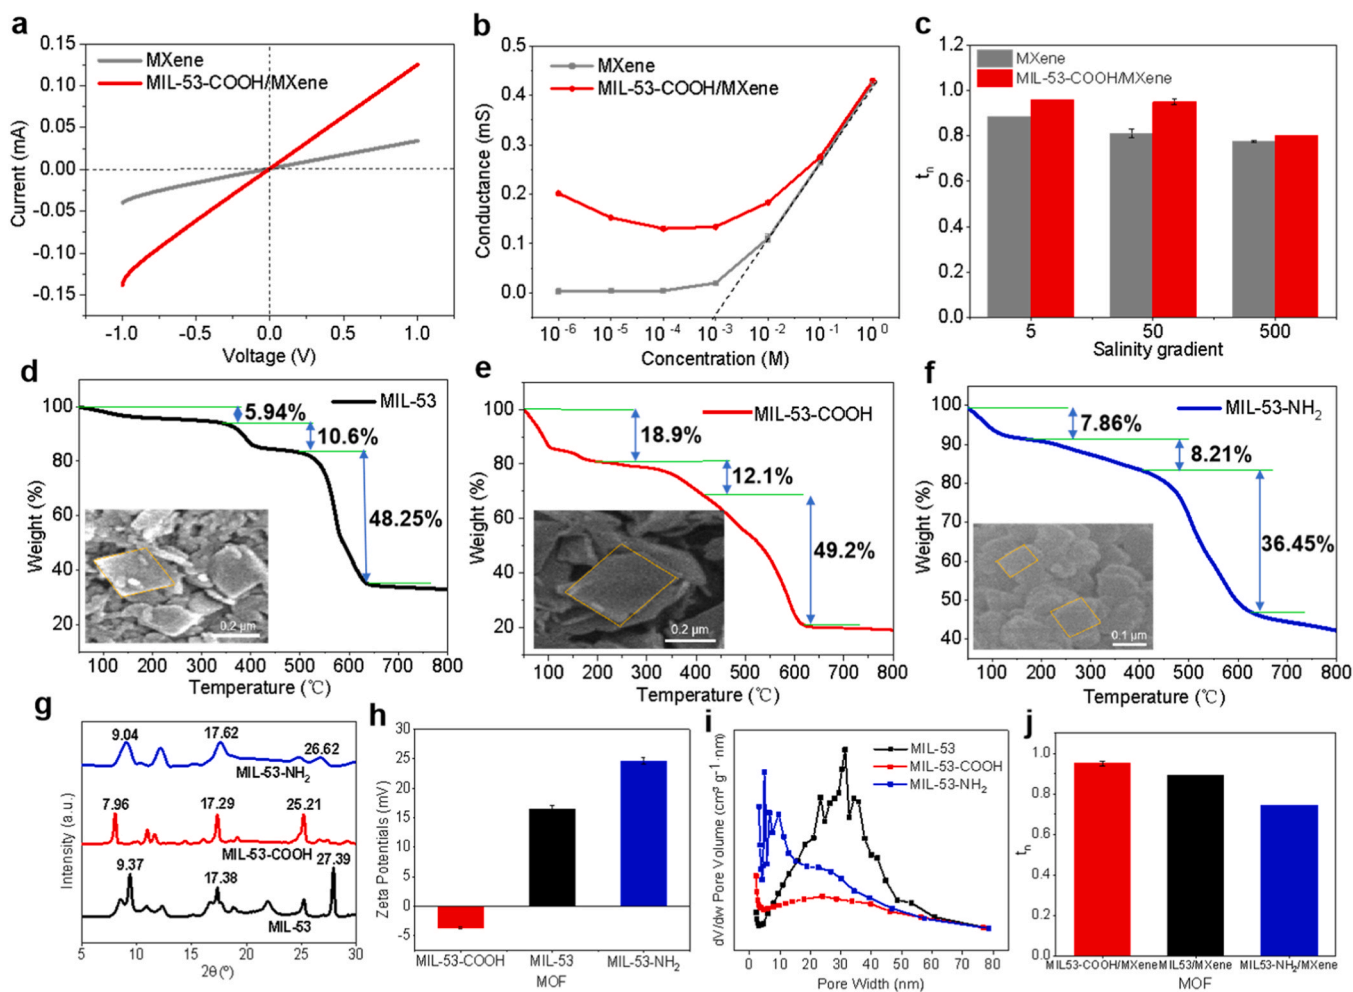 a
0.15
0.10
0.05
0.00
-0.05
-0.10
-0.15
Current (mA)
MXene
MIL-53-COOH/MXene
-1.0
-0.5
0.0
0.5
1.0
Voltage (V)
b
0.5
0.4
0.3
0.2
0.1
0.0
Conductance (mS)
MXene
MIL-53-COOH/MXene
10⁻⁶
10⁻⁵
10⁻⁴
10⁻³
10⁻²
10⁻¹
10⁰
Concentration (M)
c
1.2
1.0
0.8
0.6
0.4
0.2
0.0
tₙ
MXene
MIL-53-COOH/MXene
5
50
500
Salinity gradient
d
100
80
60
40
20
Weight (%)
MIL-53
5.94%
10.6%
48.25%
0.2 μm
100
200
300
400
500
600
700
800
Temperature (℃)
e
100
80
60
40
20
Weight (%)
MIL-53-COOH
18.9%
12.1%
49.2%
0.2 μm
100
200
300
400
500
600
700
800
Temperature (℃)
f
100
90
80
70
60
50
40
Weight (%)
MIL-53-NH₂
7.86%
8.21%
36.45%
0.1 μm
100
200
300
400
500
600
700
800
Temperature (℃)
g
Intensity (a.u.)
9.04
17.62
26.62
MIL-53-NH₂
7.96
17.29
25.21
MIL-53-COOH
9.37
17.38
27.39
MIL-53
5
10
15
20
25
30
2θ (°)
h
30
25
20
15
10
5
0
-5
Zeta Potentials (mV)
MIL-53-COOH
MIL-53
MIL-53-NH₂
MOF
i
dV/dw Pore Volume (cm³ g⁻¹·nm)
MIL-53
MIL-53-COOH
MIL-53-NH₂
0
10
20
30
40
50
60
70
80
Pore Width (nm)
j
1.0
0.8
0.6
0.4
0.2
0.0
tₙ
MIL53-COOH/MXene
MIL53/MXene
MIL53-NH₂/MXene
MOF